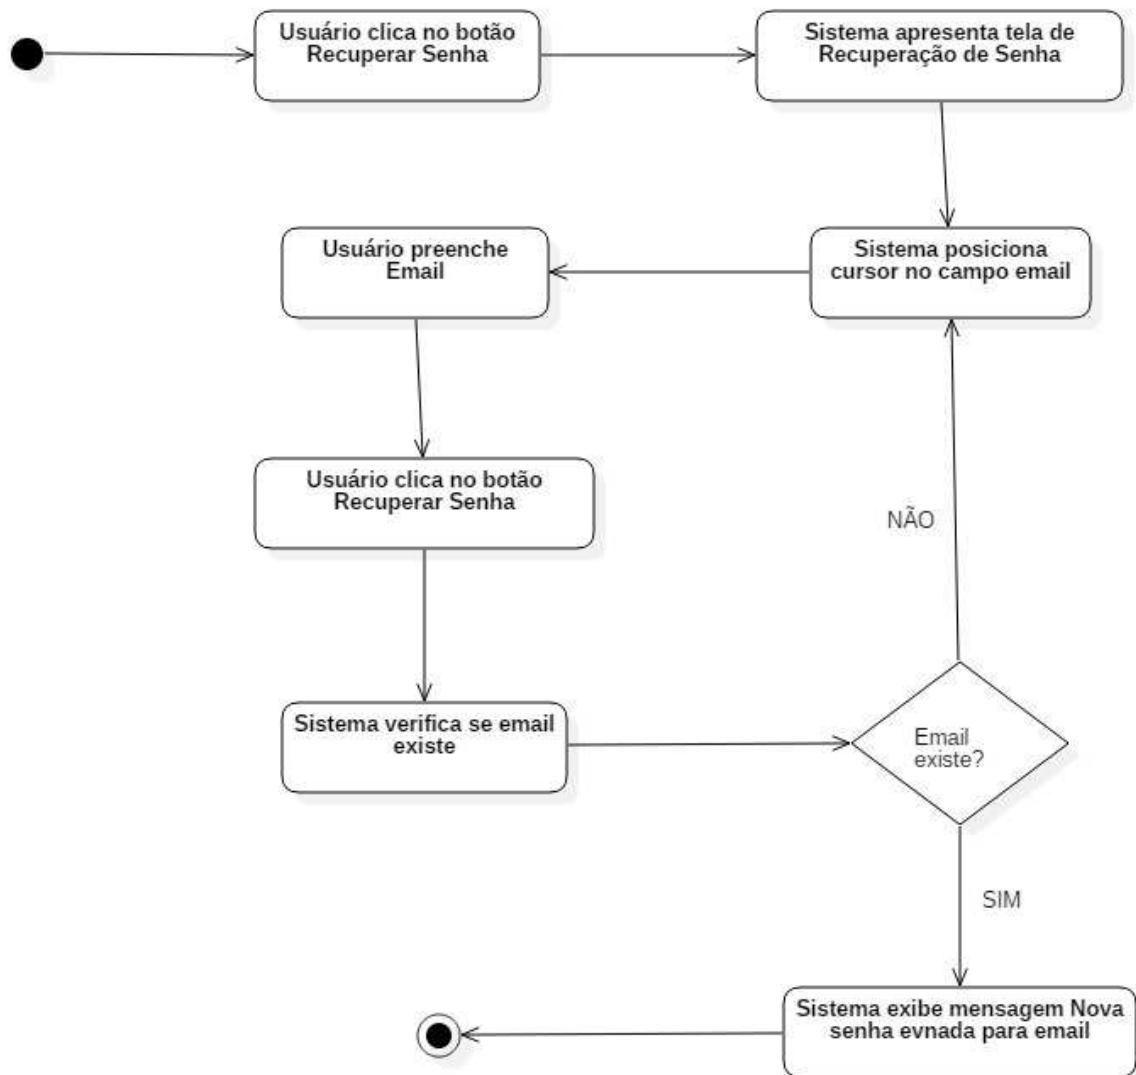 Usuário clica no botão
Recuperar Senha
Sistema apresenta tela de
Recuperação de Senha
Sistema posiciona
cursor no campo email
Usuário preenche
Email
Usuário clica no botão
Recuperar Senha
Sistema verifica se email
existe
Email
existe?
NÃO
SIM
Sistema exibe mensagem Nova
senha evnada para email